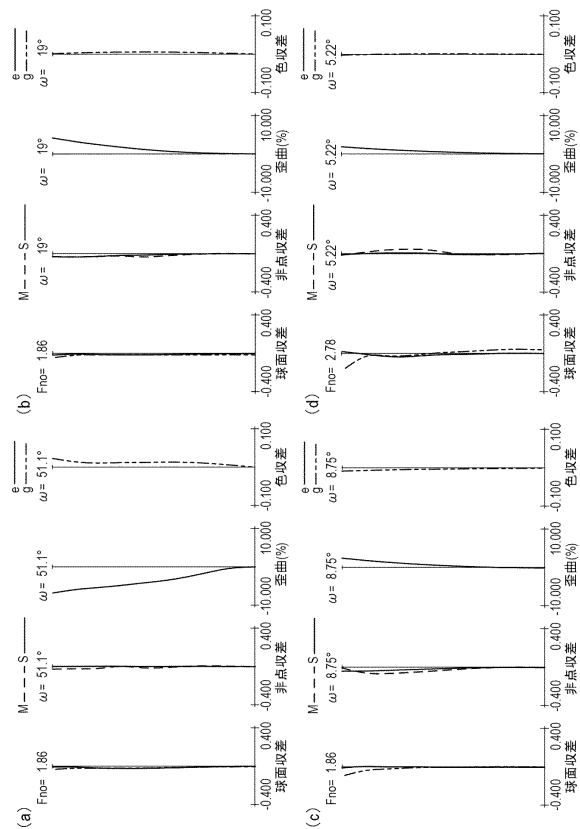 (a)
Fno= 1.86
-0.400 0.400
球面収差
M – – – S ———
ω= 51.1°
-0.400 0.400
非点収差
ω= 51.1°
-10.000 10.000
歪曲(%)
e ———
g –-–-–
ω= 51.1°
-0.100 0.100
色収差
(b)
Fno= 1.86
-0.400 0.400
球面収差
M – – – S ———
ω= 19°
-0.400 0.400
非点収差
ω= 19°
-10.000 10.000
歪曲(%)
e ———
g –-–-–
ω= 19°
-0.100 0.100
色収差
(c)
Fno= 1.86
-0.400 0.400
球面収差
M – – – S ———
ω= 8.75°
-0.400 0.400
非点収差
ω= 8.75°
-10.000 10.000
歪曲(%)
e ———
g –-–-–
ω= 8.75°
-0.100 0.100
色収差
(d)
Fno= 2.78
-0.400 0.400
球面収差
M – – – S ———
ω= 5.22°
-0.400 0.400
非点収差
ω= 5.22°
-10.000 10.000
歪曲(%)
e ———
g –-–-–
ω= 5.22°
-0.100 0.100
色収差